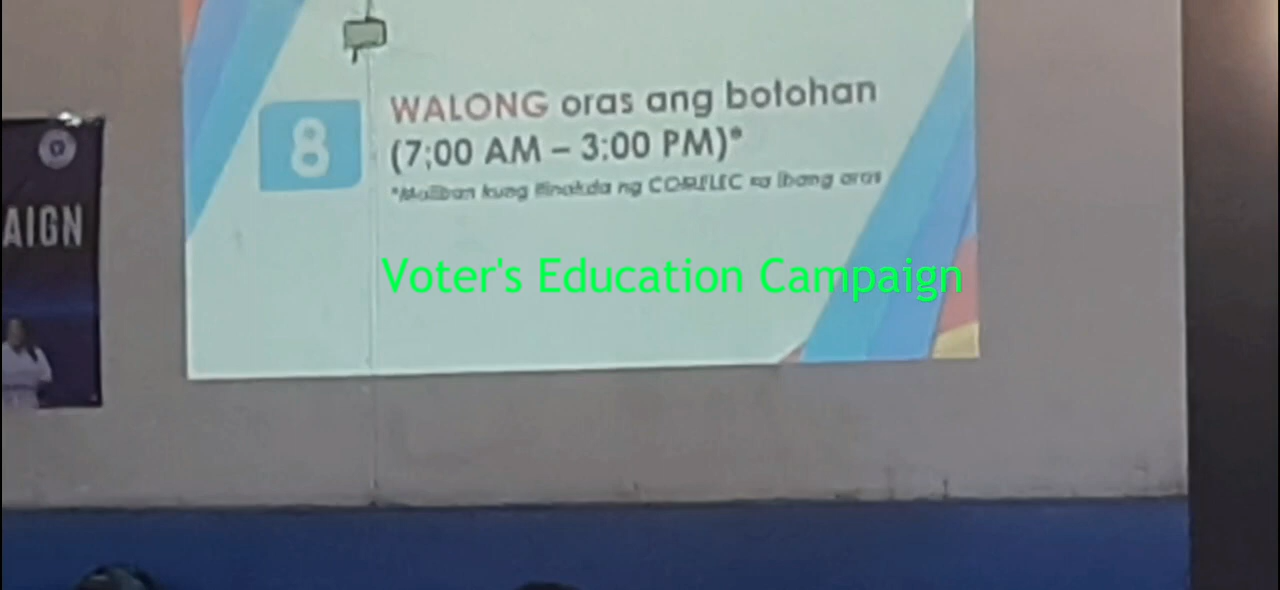 WALONG oras ang botohan
8
(7:00 AM – 3:00 PM)*
*Maliban kung itinakda ng COMELEC sa ibang oras
AIGN
Voter's Education Campaign